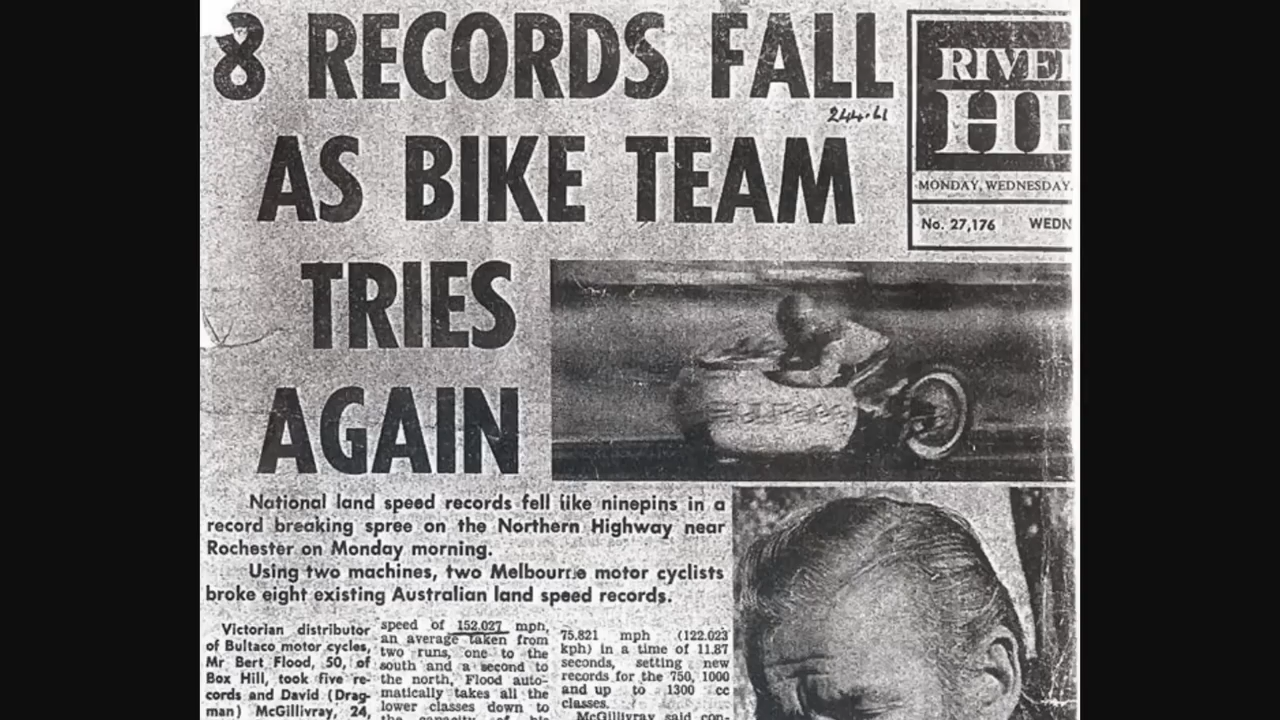 8 RECORDS FALL
AS BIKE TEAM
TRIES
AGAIN
RIVE
HE
MONDAY, WEDNESDAY,
No. 27,176 WEDN
BULTACO
National land speed records fell like ninepins in a
record breaking spree on the Northern Highway near
Rochester on Monday morning.
Using two machines, two Melbourne motor cyclists
broke eight existing Australian land speed records.
Victorian distributor
of Bultaco motor cycles,
Mr Bert Flood, 50, of
Box Hill, took five re-
cords and David (Drag-
man) McGillivray, 24,
speed of 152.027 mph,
an average taken from
two runs, one to the
south and a second to
the north, Flood auto-
matically takes all the
lower classes down to
the capacity of his
75.821 mph (122.023
kph) in a time of 11.87
seconds, setting new
records for the 750, 1000
and up to 1300 cc
classes.
McGillivray said con-